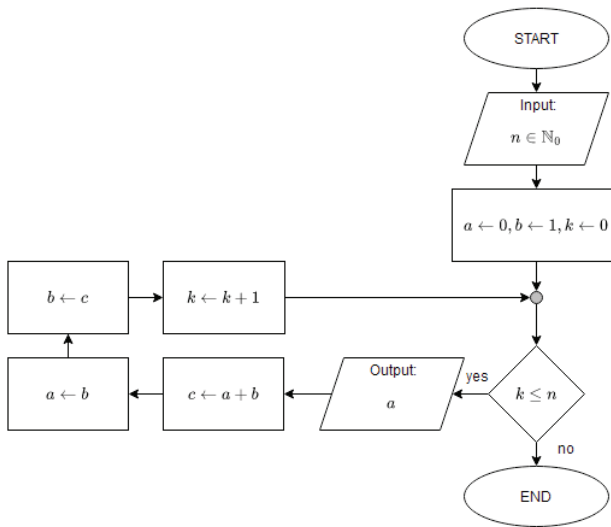 START
Input:
n ∈ ℕ₀
a ← 0, b ← 1, k ← 0
b ← c
k ← k + 1
a ← b
c ← a + b
Output:
a
yes
k ≤ n
no
END